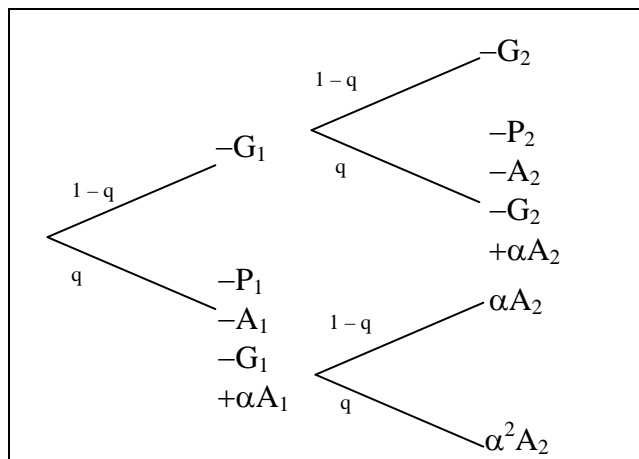 –G₂
1 – q
–P₂
–G₁
q
–A₂
1 – q
–G₂
+αA₂
q
–P₁
–A₁
1 – q
αA₂
–G₁
+αA₁
q
α²A₂